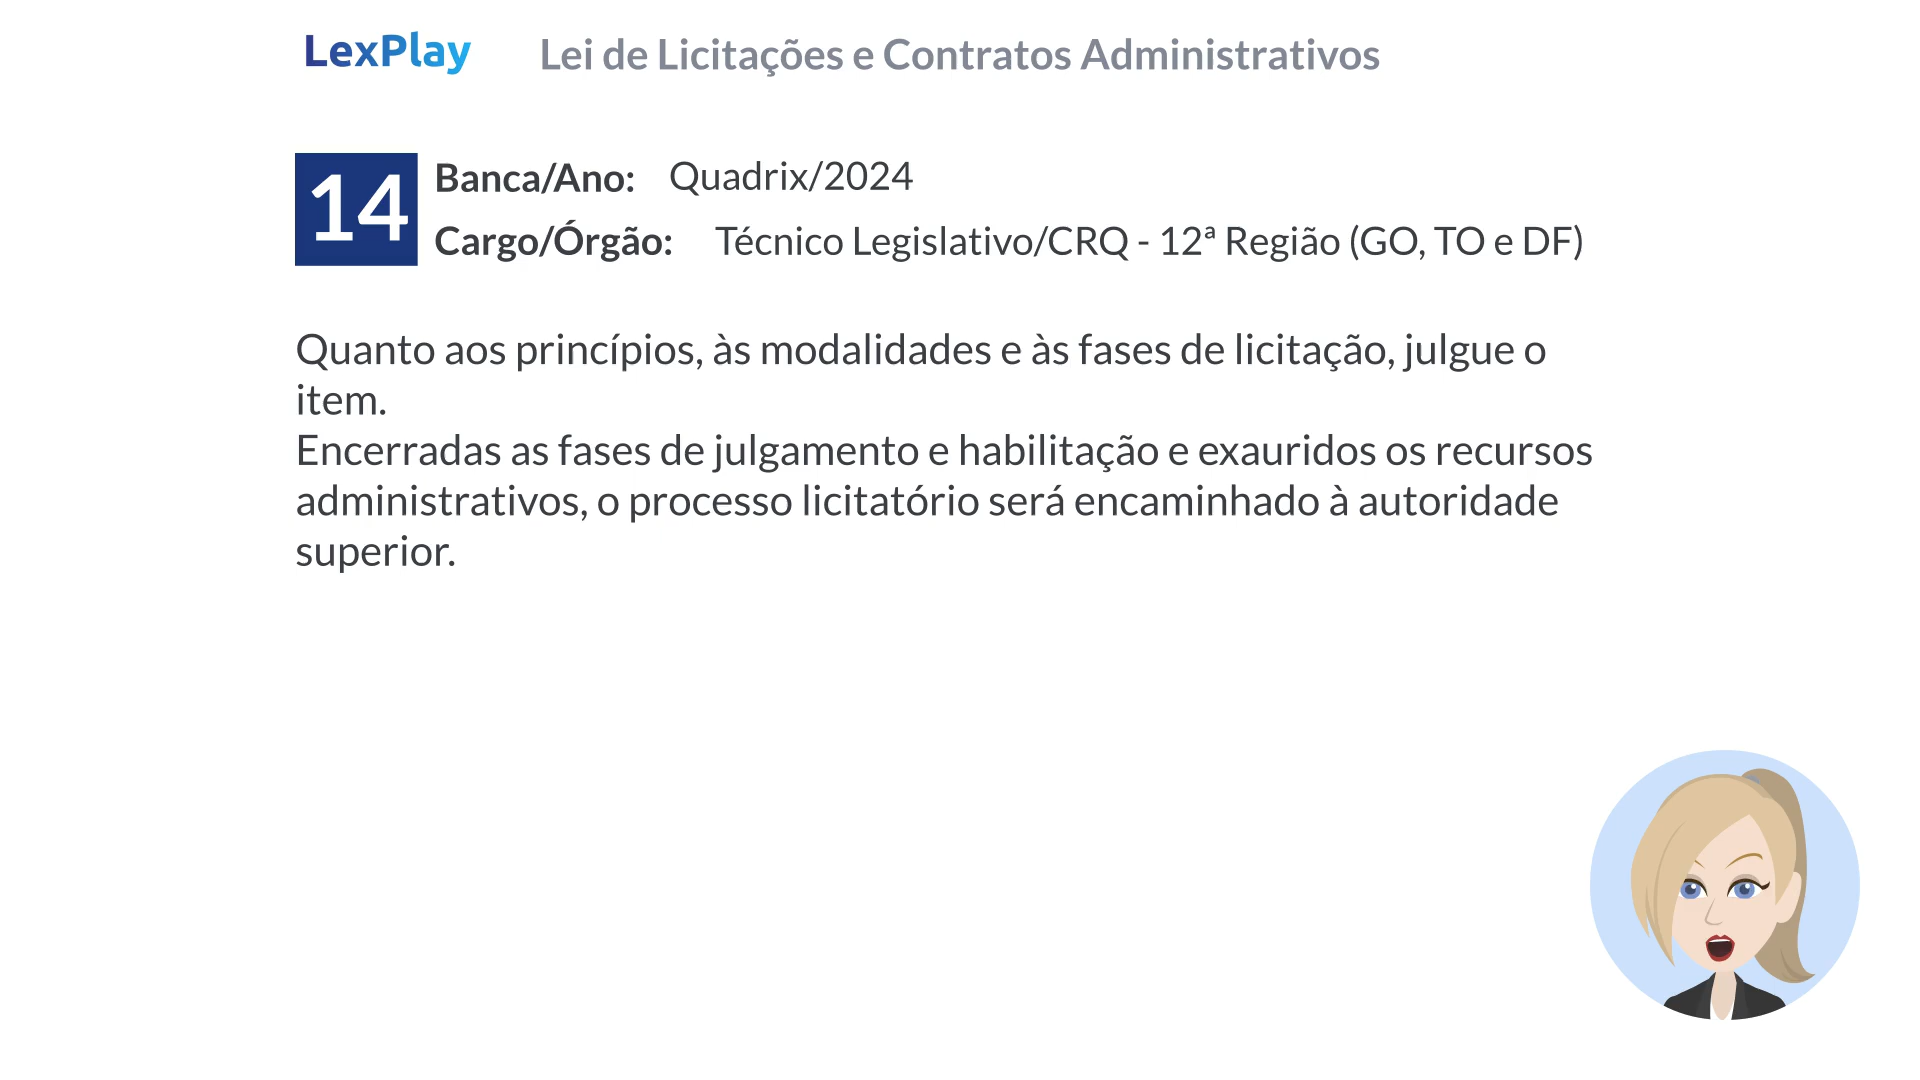 LexPlay Lei de Licitações e Contratos Administrativos
14
Banca/Ano: Quadrix/2024
Cargo/Órgão: Técnico Legislativo/CRQ - 12ª Região (GO, TO e DF)
Quanto aos princípios, às modalidades e às fases de licitação, julgue o
item.
Encerradas as fases de julgamento e habilitação e exauridos os recursos
administrativos, o processo licitatório será encaminhado à autoridade
superior.